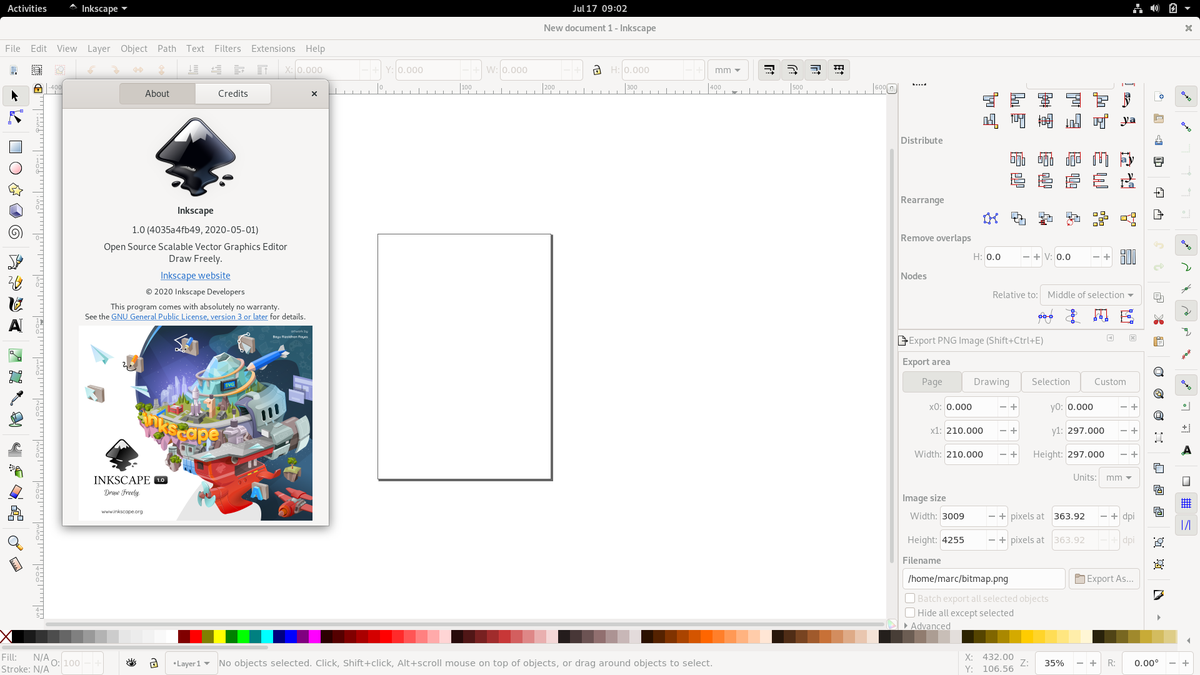 Activities
Inkscape
Jul 17 09:02
New document 1 - Inkscape
File Edit View Layer Object Path Text Filters Extensions Help
X: 0.000 Y: 0.000 W: 0.000 H: 0.000 mm
About Credits
Inkscape
1.0 (4035a4fb49, 2020-05-01)
Open Source Scalable Vector Graphics Editor
Draw Freely.
Inkscape website
© 2020 Inkscape Developers
This program comes with absolutely no warranty.
See the GNU General Public License, version 3 or later for details.
inkscape
INKSCAPE 1.0
Draw Freely
www.inkscape.org
0 100 200 300 400 500 600
Distribute
Rearrange
Remove overlaps
H: 0.0 V: 0.0
Nodes
Relative to: Middle of selection
Export PNG Image (Shift+Ctrl+E)
Export area
Page Drawing Selection Custom
x0: 0.000 y0: 0.000
x1: 210.000 y1: 297.000
Width: 210.000 Height: 297.000
Units: mm
Image size
Width: 3009 pixels at 363.92 dpi
Height: 4255 pixels at 363.92 dpi
Filename
/home/marc/bitmap.png Export As...
Batch export all selected objects
Hide all except selected
Advanced
Fill: N/A
Stroke: N/A
O: 100
•Layer 1
No objects selected. Click, Shift+click, Alt+scroll mouse on top of objects, or drag around objects to select.
X: 432.00
Y: 106.56
Z: 35%
R: 0.00°